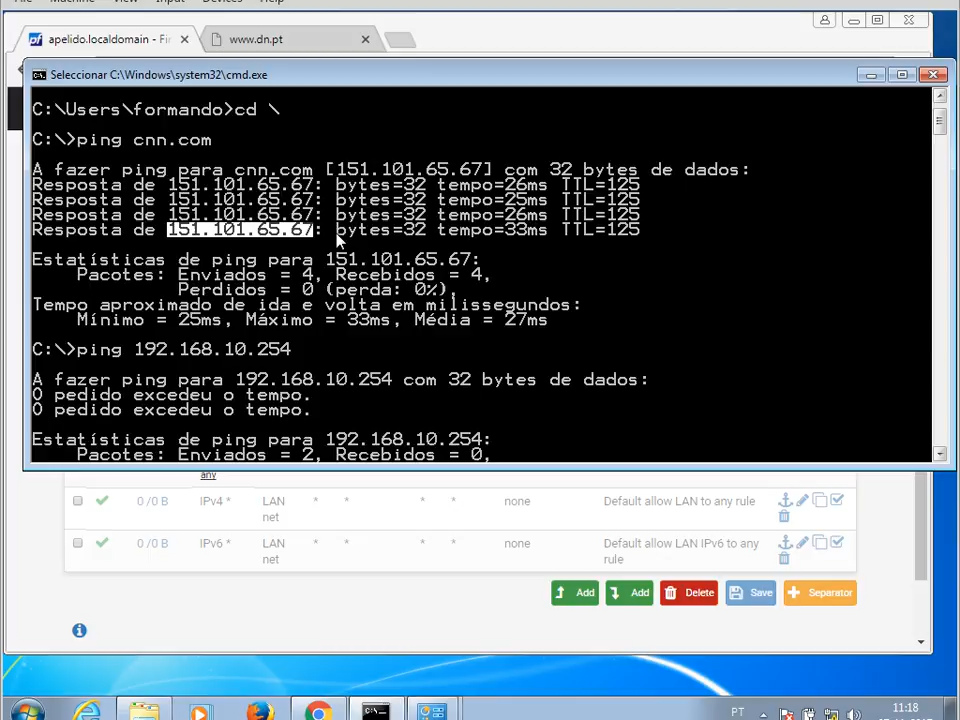 Machine View Input Devices Help
apelido.localdomain - Fi
www.dn.pt
Seleccionar C:\Windows\system32\cmd.exe
C:\Users\formando>cd \
C:\>ping cnn.com
A fazer ping para cnn.com [151.101.65.67] com 32 bytes de dados:
Resposta de 151.101.65.67: bytes=32 tempo=26ms TTL=125
Resposta de 151.101.65.67: bytes=32 tempo=25ms TTL=125
Resposta de 151.101.65.67: bytes=32 tempo=26ms TTL=125
Resposta de 151.101.65.67: bytes=32 tempo=33ms TTL=125
Estatísticas de ping para 151.101.65.67:
Pacotes: Enviados = 4, Recebidos = 4,
Perdidos = 0 (perda: 0%),
Tempo aproximado de ida e volta em milissegundos:
Mínimo = 25ms, Máximo = 33ms, Média = 27ms
C:\>ping 192.168.10.254
A fazer ping para 192.168.10.254 com 32 bytes de dados:
O pedido excedeu o tempo.
O pedido excedeu o tempo.
Estatísticas de ping para 192.168.10.254:
Pacotes: Enviados = 2, Recebidos = 0,
any
0 /0 B IPv4 * LAN net * * * * none Default allow LAN to any rule
0 /0 B IPv6 * LAN net * * * * none Default allow LAN IPv6 to any rule
Add Add Delete Save Separator
PT 11:18